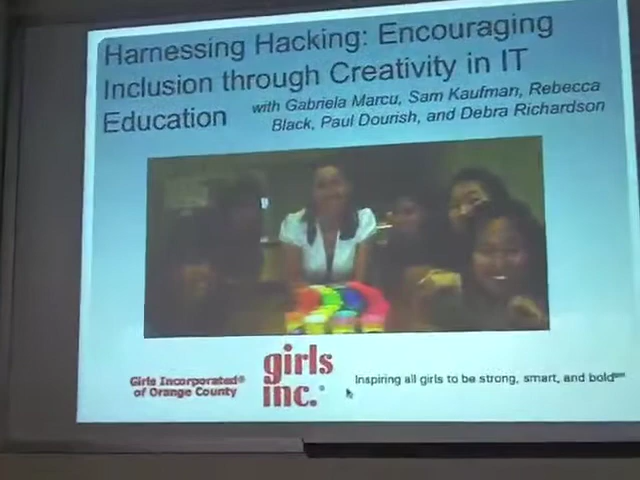 Harnessing Hacking: Encouraging
Inclusion through Creativity in IT
Education
with Gabriela Marcu, Sam Kaufman, Rebecca
Black, Paul Dourish, and Debra Richardson
Girls Incorporated®
of Orange County
girls
inc.®
Inspiring all girls to be strong, smart, and bold℠